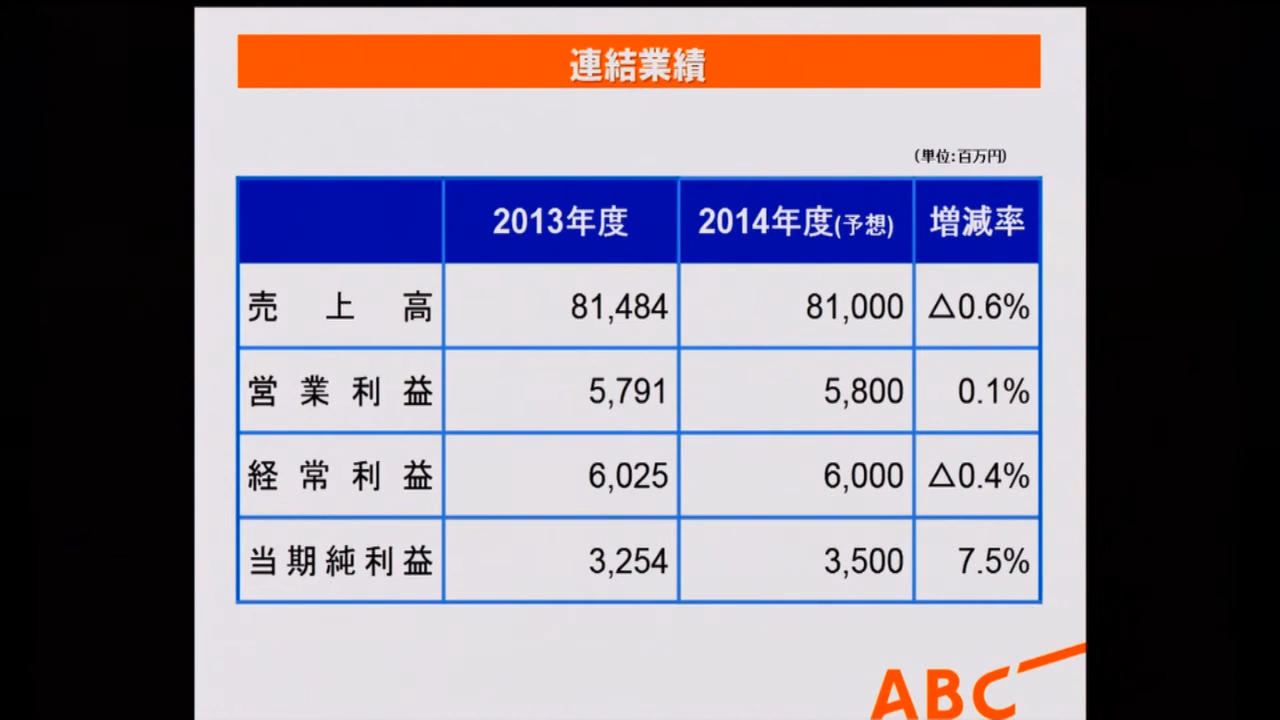 連結業績
(単位:百万円)
2013年度 2014年度(予想) 増減率
売上高 81,484 81,000 △0.6%
営業利益 5,791 5,800 0.1%
経常利益 6,025 6,000 △0.4%
当期純利益 3,254 3,500 7.5%
ABC